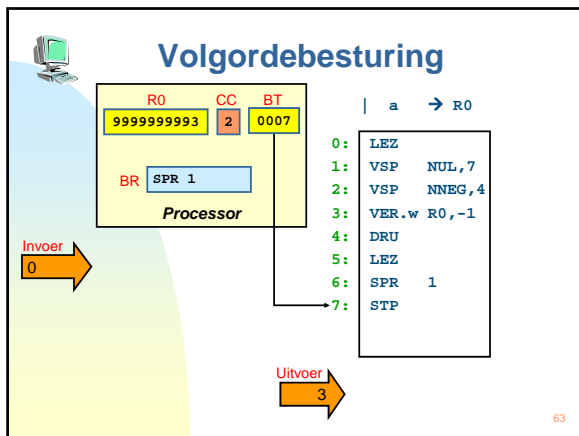 Volgordebesturing
R0 CC BT
9999999993 2 0007
BR SPR 1
Processor
| a → R0
0: LEZ
1: VSP NUL,7
2: VSP NNEG,4
3: VER.w R0,-1
4: DRU
5: LEZ
6: SPR 1
7: STP
Invoer
0
Uitvoer
3
63